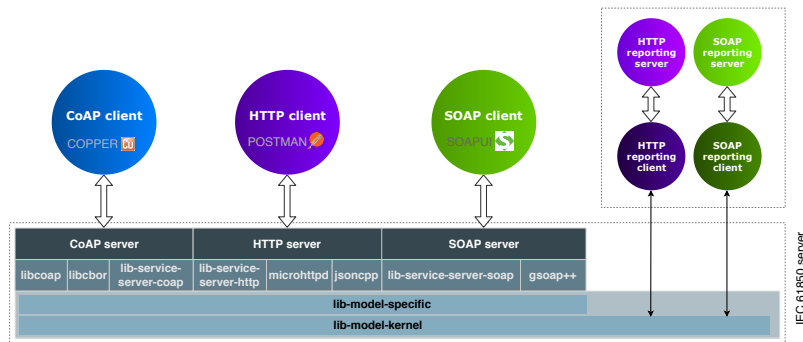 HTTP
reporting
server
SOAP
reporting
server
CoAP client
COPPER Cu
HTTP client
POSTMAN
SOAP client
SOAPUI
HTTP
reporting
client
SOAP
reporting
client
CoAP server
HTTP server
SOAP server
libcoap
libcbor
lib-service-
server-coap
lib-service-
server-http
microhttpd
jsoncpp
lib-service-server-soap
gsoap++
lib-model-specific
lib-model-kernel
IEC 61850 server